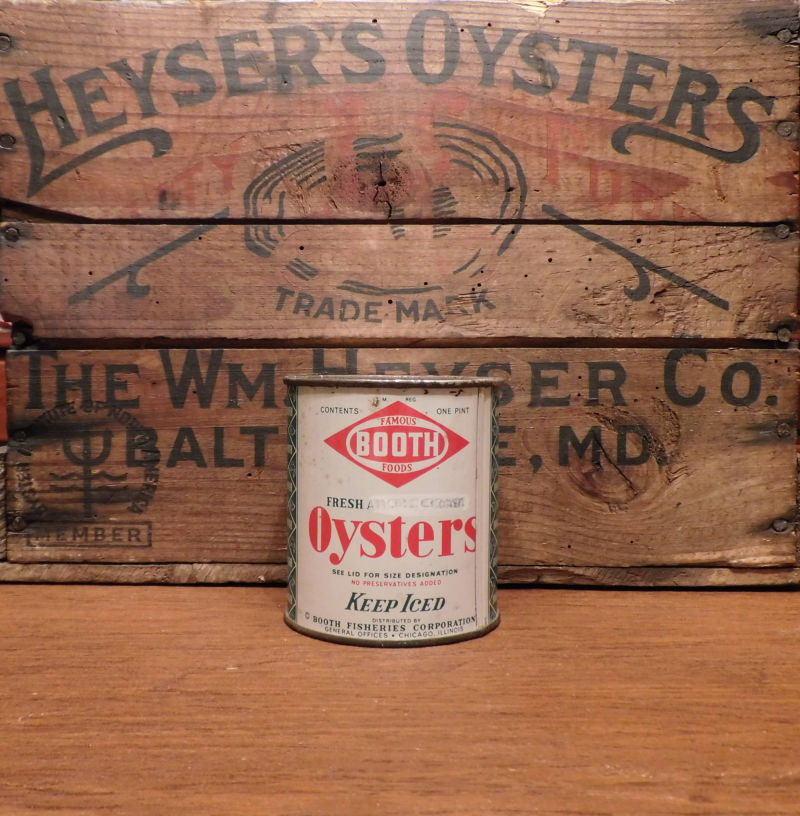 HEYSER'S OYSTERS
TRADE MARK
THE WM HEYSER CO.
MD.
MEMBER
CONTENTS ONE PINT
REG
FAMOUS
BOOTH
FOODS
FRESH
Oysters
SEE LID FOR SIZE DESIGNATION
NO PRESERVATIVES ADDED
KEEP ICED
DISTRIBUTED BY
© BOOTH FISHERIES CORPORATION
GENERAL OFFICES • CHICAGO, ILLINOIS